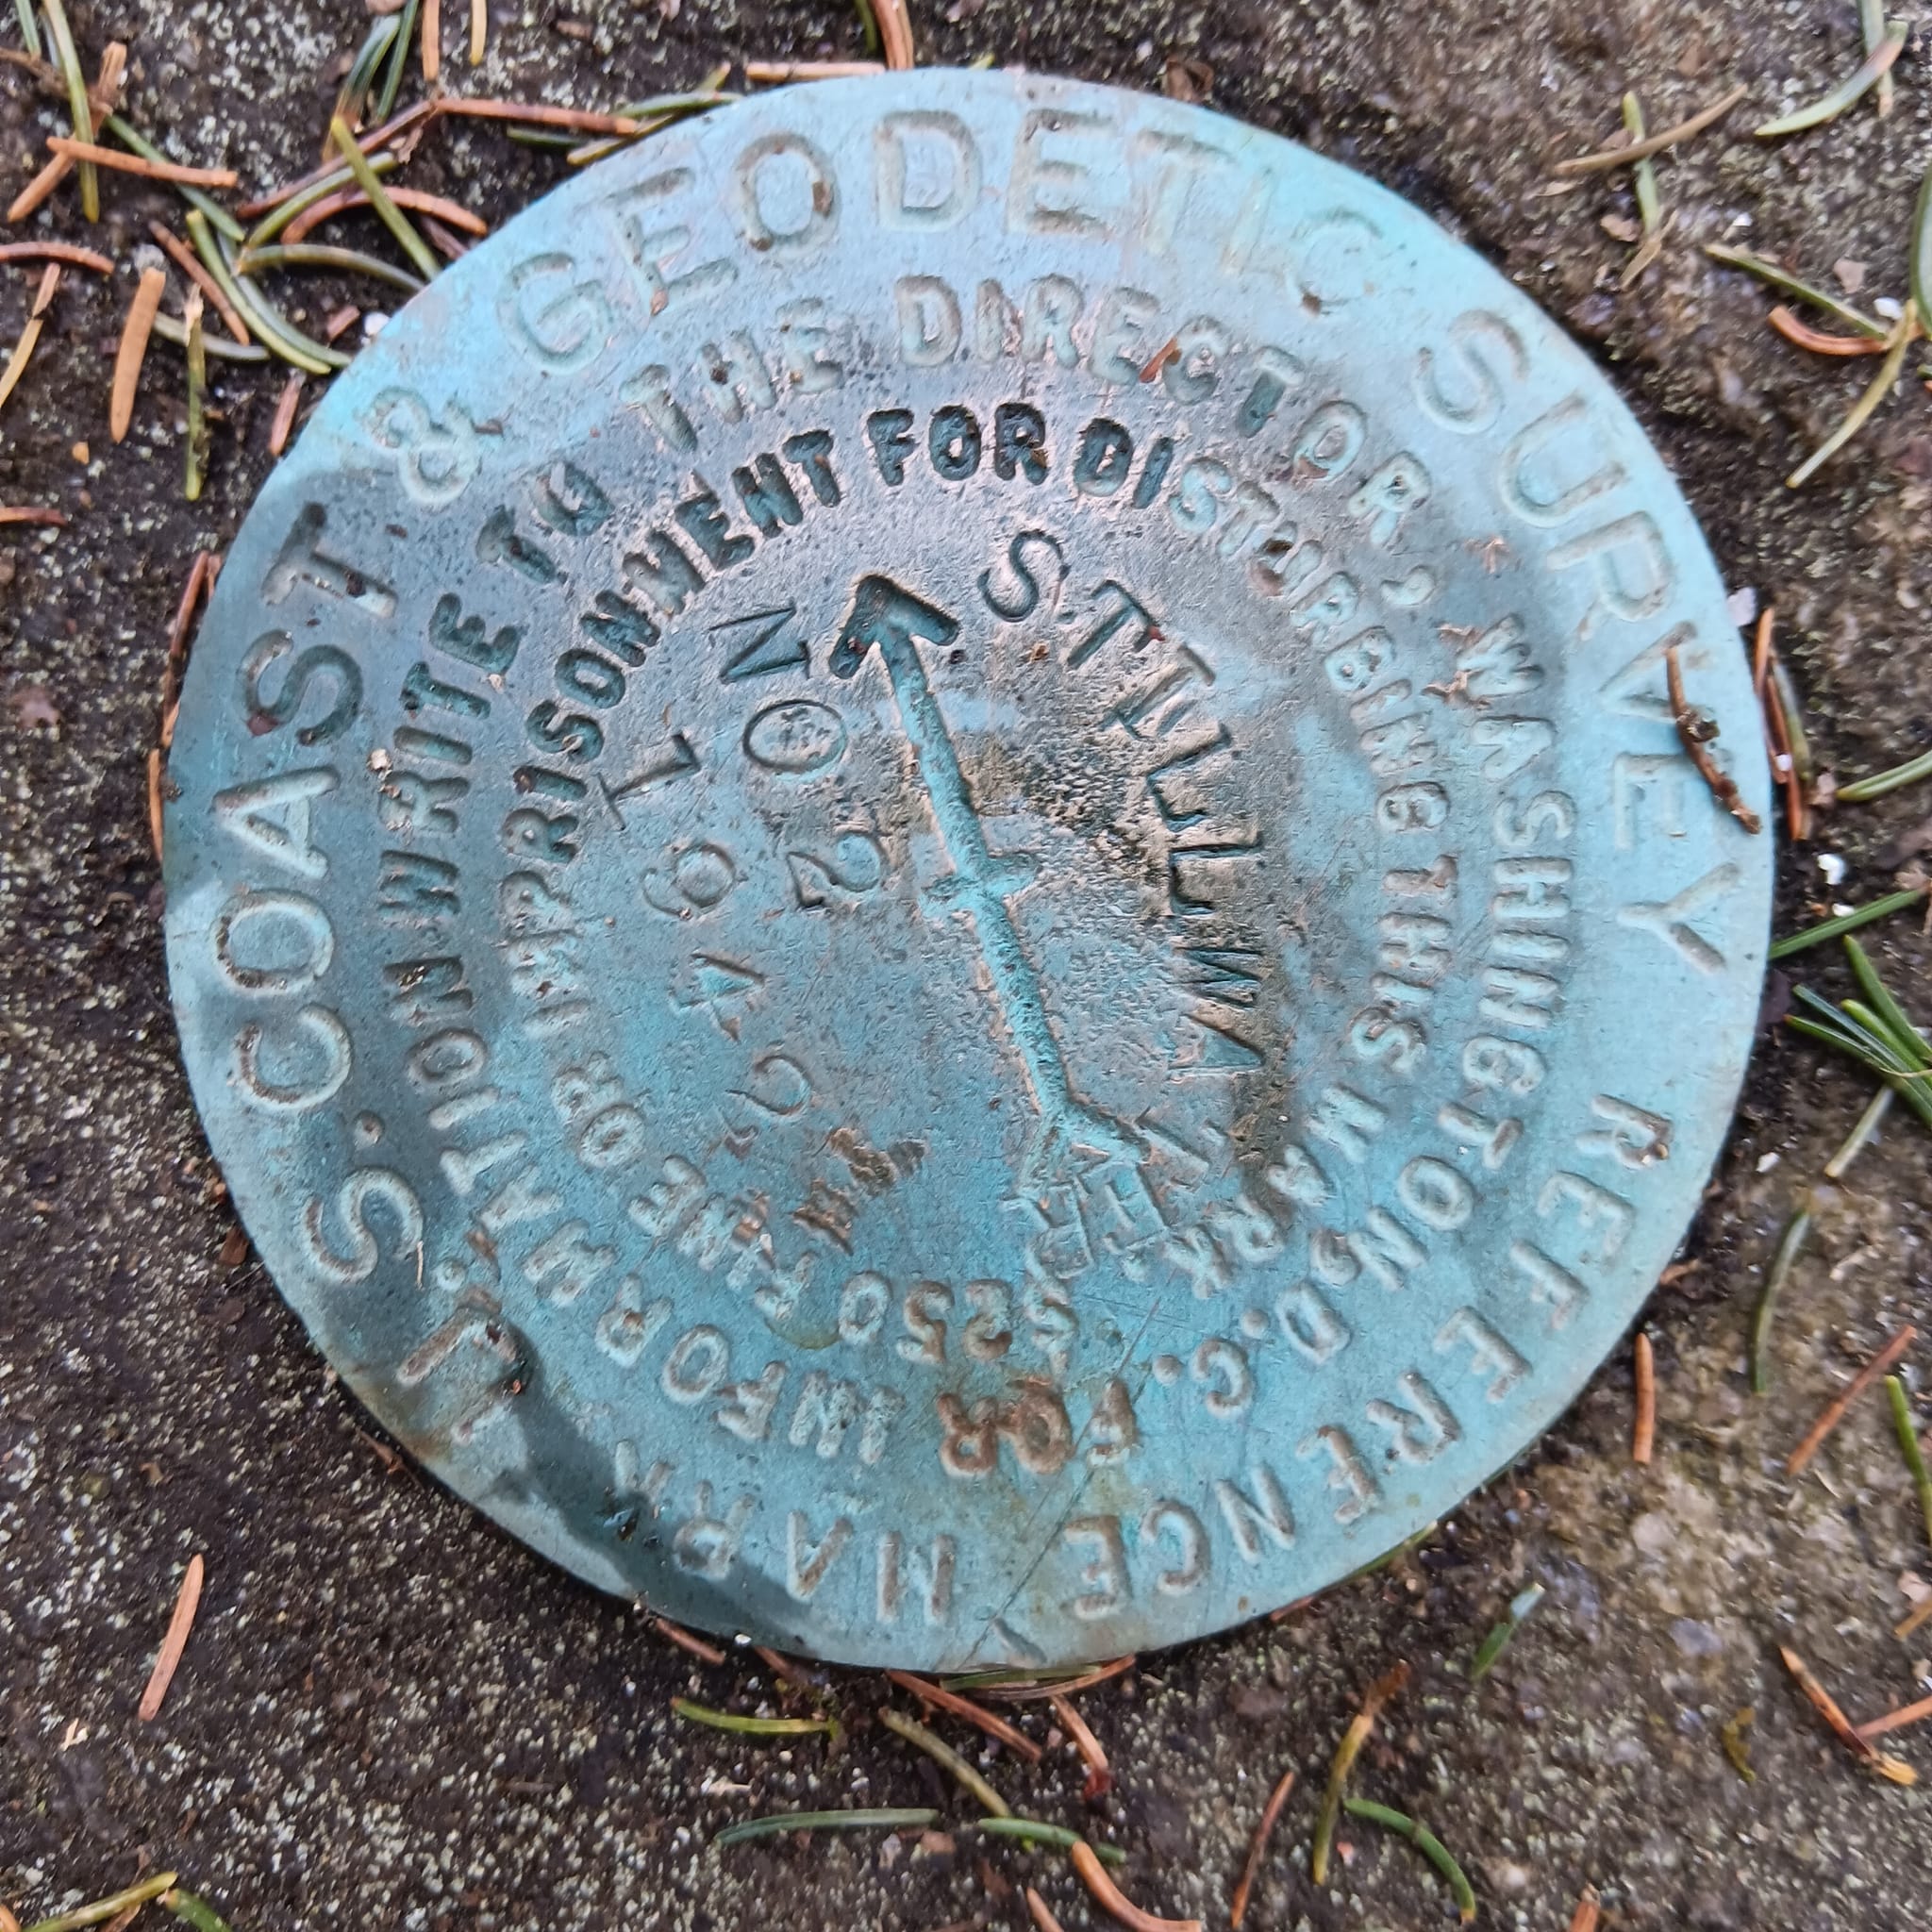 U.S. COAST & GEODETIC SURVEY REFERENCE MARK
FOR INFORMATION WRITE TO THE DIRECTOR, WASHINGTON, D.C.
$250 FINE OR IMPRISONMENT FOR DISTURBING THIS MARK
STILLWATER
NO 2
1942